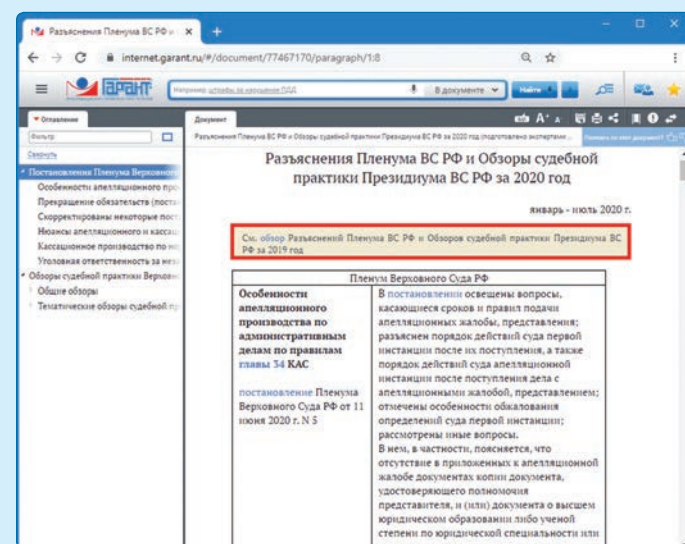 Разъяснения Пленума ВС РФ и
internet.garant.ru/#/document/77467170/paragraph/1:8
ГАРАНТ
Например: штрафы за нарушение ПДД
В документе
Найти
Оглавление
Документ
Фильтр
Разъяснения Пленума ВС РФ и Обзоры судебной практики Президиума ВС РФ за 2020 год (подготовлено экспертами ...
Свернуть
Постановления Пленума Верховного
Особенности апелляционного про
Прекращение обязательств (поста
Скорректированы некоторые пост
Нюансы апелляционного и кассац
Кассационное производство по
Уголовная ответственность за
Обзоры судебной практики Верховн
Общие обзоры
Тематические обзоры судебной
Разъяснения Пленума ВС РФ и Обзоры судебной
практики Президиума ВС РФ за 2020 год
январь - июль 2020 г.
См. обзор Разъяснений Пленума ВС РФ и Обзоров судебной практики Президиума ВС
РФ за 2019 год
Пленум Верховного Суда РФ
Особенности
апелляционного
производства по
административным
делам по правилам
главы 34 КАС
постановление Пленума
Верховного Суда РФ от 11
июня 2020 г. N 5
В постановлении освещены вопросы,
касающиеся сроков и правил подачи
апелляционных жалобы, представления;
разъяснен порядок действий суда первой
инстанции после их поступления, а также
порядок действий суда апелляционной
инстанции после поступления дела с
апелляционными жалобой, представлением;
отмечены особенности обжалования
определений суда первой инстанции;
рассмотрены иные вопросы.
В нем, в частности, поясняется, что
отсутствие в приложенных к апелляционной
жалобе документах копии документа,
удостоверяющего полномочия
представителя, и (или) документа о высшем
юридическом образовании либо ученой
степени по юридической специальности или